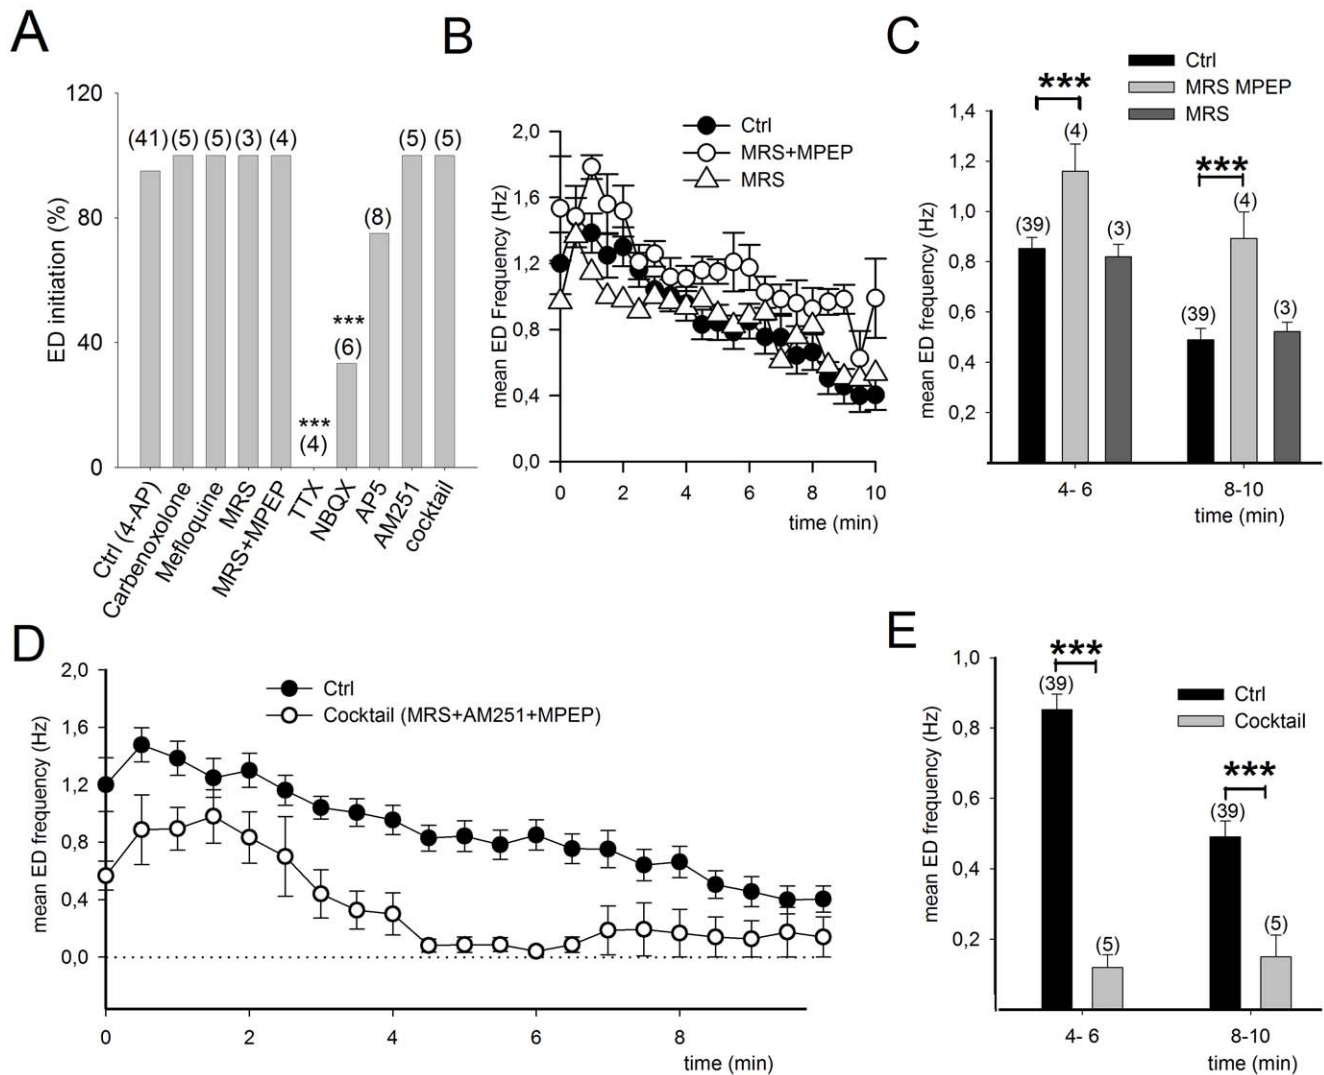 A
ED initiation (%)
120
80
40
0
(41)
(5)
(5)
(3)
(4)
***
(4)
***
(6)
(8)
(5)
(5)
Ctrl (4-AP)
Carbenoxolone
Mefloquine
MRS
MRS+MPEP
TTX
NBQX
AP5
AM251
cocktail
B
Ctrl
MRS+MPEP
MRS
mean ED Frequency (Hz)
2,0
1,6
1,2
0,8
0,4
0,0
0 2 4 6 8 10
time (min)
C
Ctrl
MRS MPEP
MRS
mean ED frequency (Hz)
1,4
1,2
1,0
0,8
0,6
0,4
0,2
***
(39)
(4)
(3)
***
(39)
(4)
(3)
4- 6 8-10
time (min)
D
Ctrl
Cocktail (MRS+AM251+MPEP)
mean ED frequency (Hz)
2,0
1,6
1,2
0,8
0,4
0,0
0 2 4 6 8
time (min)
E
Ctrl
Cocktail
mean ED frequency (Hz)
1,0
0,8
0,6
0,4
0,2
***
(39)
(5)
***
(39)
(5)
4- 6 8-10
time (min)